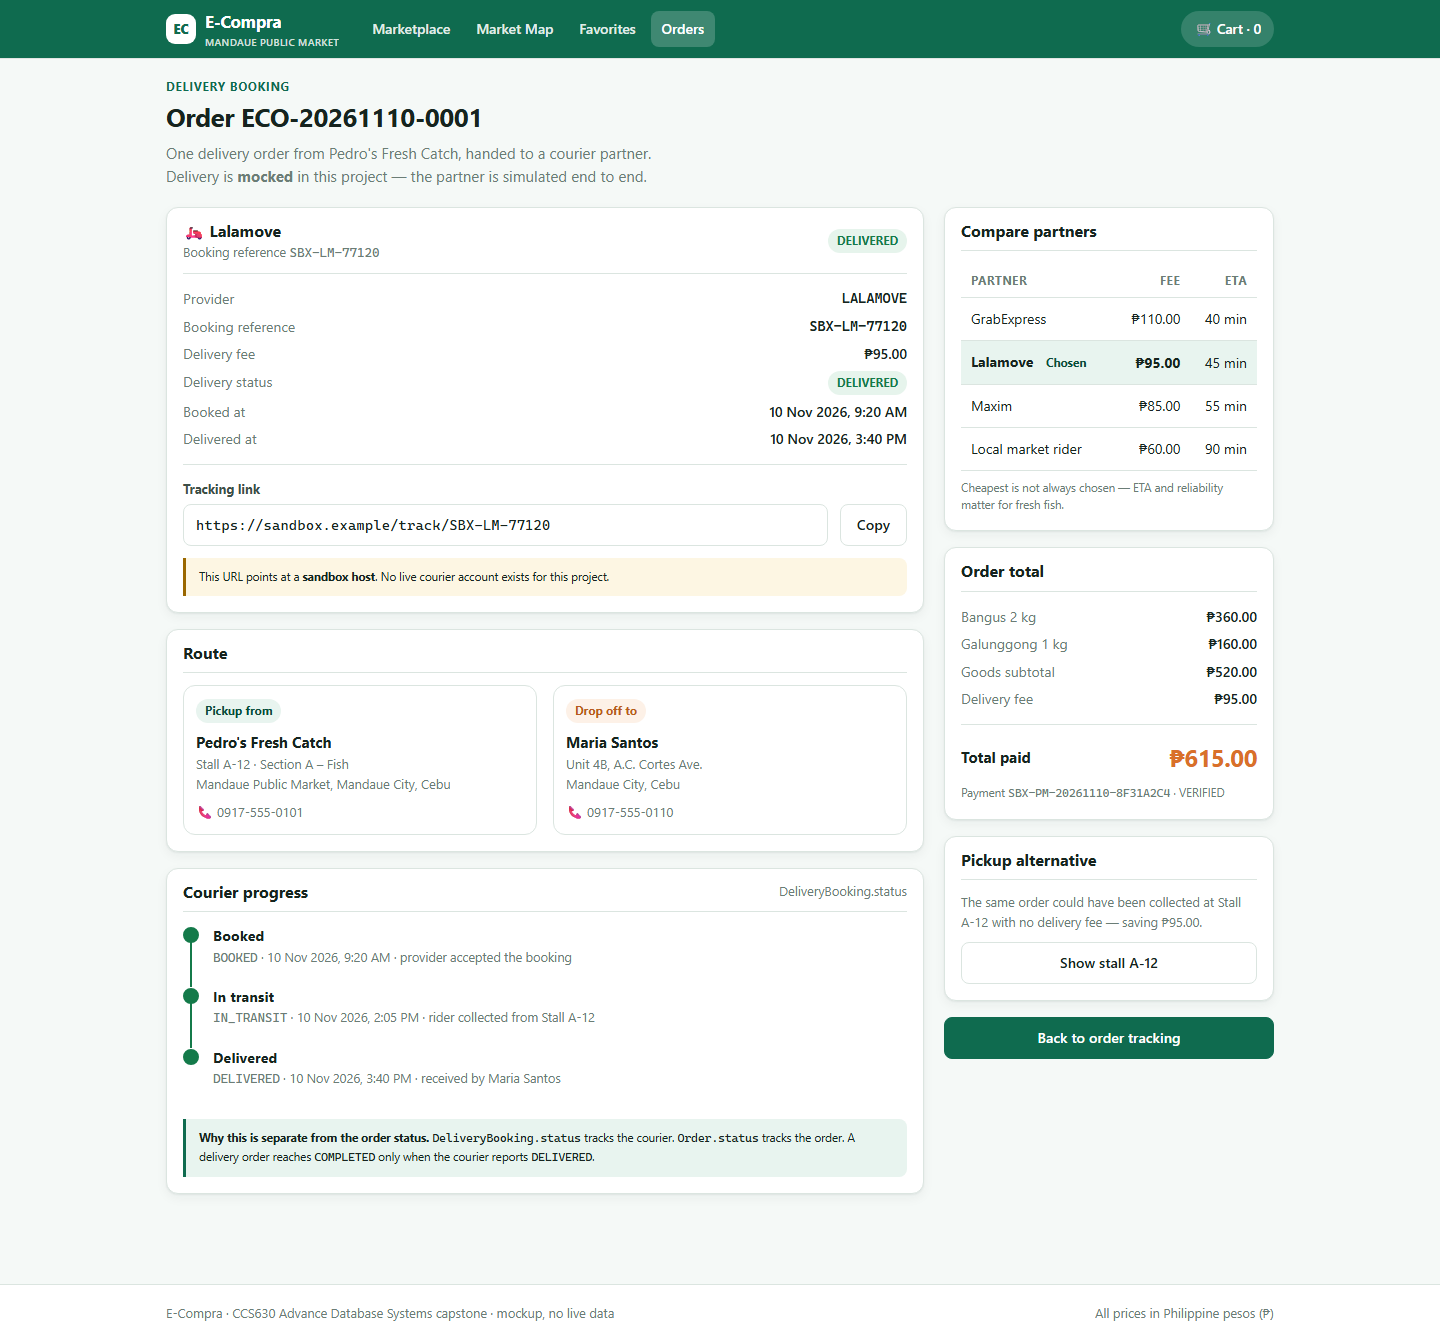 EC
E-Compra
MANDAUE PUBLIC MARKET
Marketplace
Market Map
Favorites
Orders
Cart · 0
DELIVERY BOOKING
Order ECO-20261110-0001
One delivery order from Pedro's Fresh Catch, handed to a courier partner.
Delivery is mocked in this project — the partner is simulated end to end.
Lalamove
Booking reference SBX-LM-77120
DELIVERED
Provider LALAMOVE
Booking reference SBX-LM-77120
Delivery fee ₱95.00
Delivery status DELIVERED
Booked at 10 Nov 2026, 9:20 AM
Delivered at 10 Nov 2026, 3:40 PM
Tracking link
https://sandbox.example/track/SBX-LM-77120
Copy
This URL points at a sandbox host. No live courier account exists for this project.
Route
Pickup from
Pedro's Fresh Catch
Stall A-12 · Section A – Fish
Mandaue Public Market, Mandaue City, Cebu
0917-555-0101
Drop off to
Maria Santos
Unit 4B, A.C. Cortes Ave.
Mandaue City, Cebu
0917-555-0110
Courier progress
DeliveryBooking.status
Booked
BOOKED · 10 Nov 2026, 9:20 AM · provider accepted the booking
In transit
IN_TRANSIT · 10 Nov 2026, 2:05 PM · rider collected from Stall A-12
Delivered
DELIVERED · 10 Nov 2026, 3:40 PM · received by Maria Santos
Why this is separate from the order status. DeliveryBooking.status tracks the courier. Order.status tracks the order. A
delivery order reaches COMPLETED only when the courier reports DELIVERED.
Compare partners
PARTNER FEE ETA
GrabExpress ₱110.00 40 min
Lalamove Chosen ₱95.00 45 min
Maxim ₱85.00 55 min
Local market rider ₱60.00 90 min
Cheapest is not always chosen — ETA and reliability
matter for fresh fish.
Order total
Bangus 2 kg ₱360.00
Galunggong 1 kg ₱160.00
Goods subtotal ₱520.00
Delivery fee ₱95.00
Total paid ₱615.00
Payment SBX-PM-20261110-8F31A2C4 · VERIFIED
Pickup alternative
The same order could have been collected at Stall
A-12 with no delivery fee — saving ₱95.00.
Show stall A-12
Back to order tracking
E-Compra · CCS630 Advance Database Systems capstone · mockup, no live data
All prices in Philippine pesos (₱)